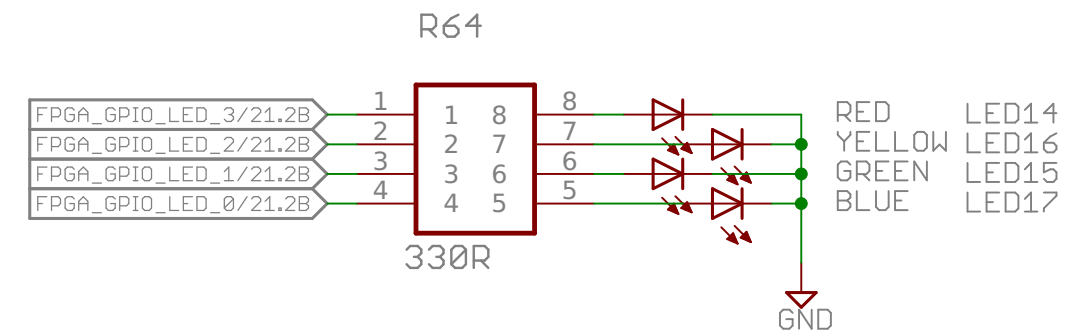 R64
FPGA_GPIO_LED_3/21.2B 1 1 8 8 RED LED14
FPGA_GPIO_LED_2/21.2B 2 2 7 7 YELLOW LED16
FPGA_GPIO_LED_1/21.2B 3 3 6 6 GREEN LED15
FPGA_GPIO_LED_0/21.2B 4 4 5 5 BLUE LED17
330R
GND